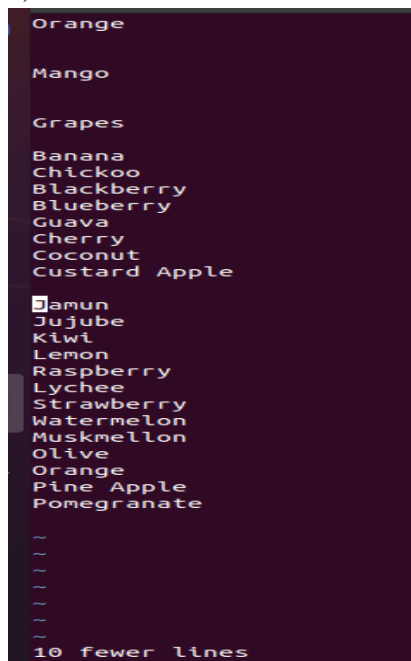 Orange
Mango
Grapes
Banana
Chickoo
Blackberry
Blueberry
Guava
Cherry
Coconut
Custard Apple
Jamun
Jujube
Kiwi
Lemon
Raspberry
Lychee
Strawberry
Watermelon
Muskmellon
Olive
Orange
Pine Apple
Pomegranate
~
~
~
~
~
~
~
10 fewer lines